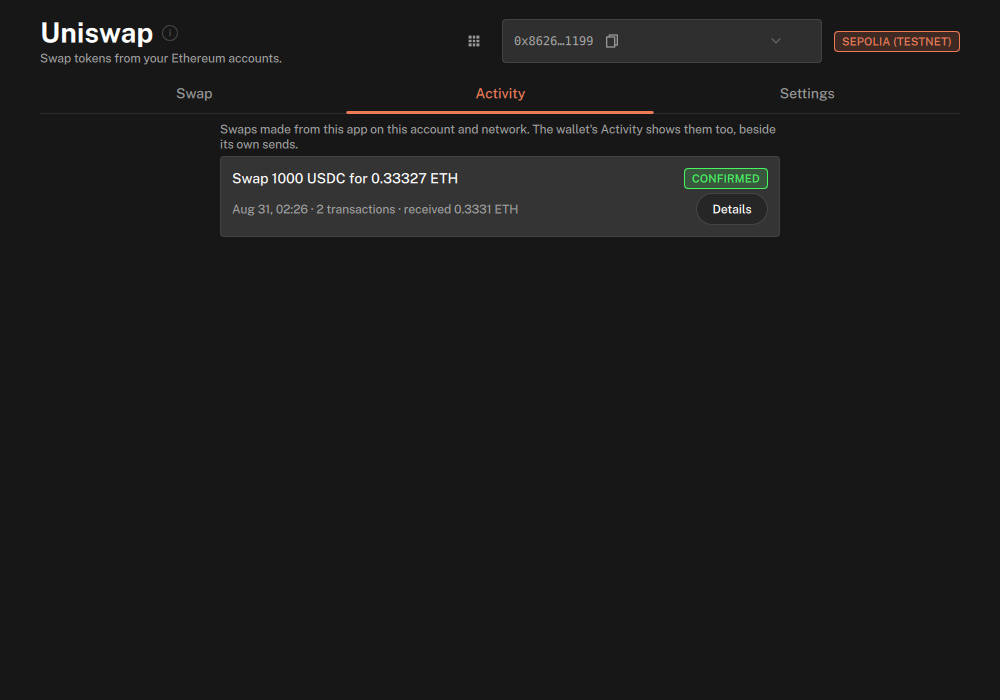 Uniswap
Swap tokens from your Ethereum accounts.
0x8626…1199
SEPOLIA (TESTNET)
Swap
Activity
Settings
Swaps made from this app on this account and network. The wallet's Activity shows them too, beside
its own sends.
Swap 1000 USDC for 0.33327 ETH
CONFIRMED
Aug 31, 02:26 · 2 transactions · received 0.3331 ETH
Details